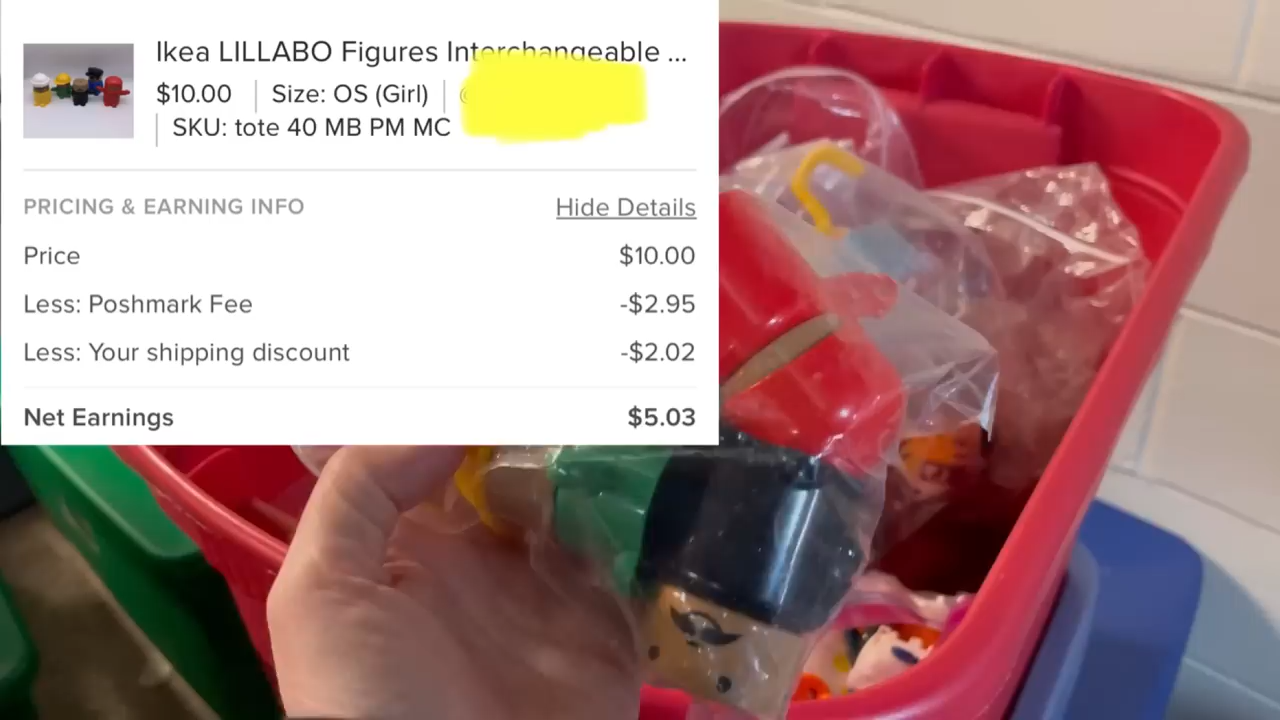 Ikea LILLABO Figures Interchangeable ...
$10.00 Size: OS (Girl)
SKU: tote 40 MB PM MC
PRICING & EARNING INFO Hide Details
Price $10.00
Less: Poshmark Fee -$2.95
Less: Your shipping discount -$2.02
Net Earnings $5.03